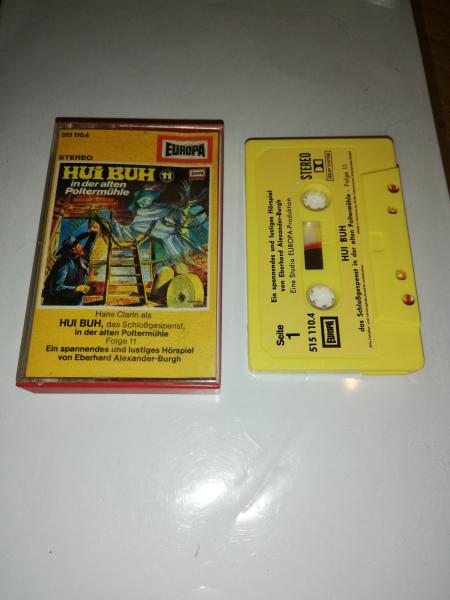 515 110.4
EUROPA
STEREO
HUI BUH 11
in der alten
Poltermühle
Hans Clarin als
HUI BUH, das Schloßgespenst,
in der alten Poltermühle
Folge 11
Ein spannendes und lustiges Hörspiel
von Eberhard Alexander-Burgh
Ein spannendes und lustiges Hörspiel
von Eberhard Alexander-Burgh
Eine Studio EUROPA-Produktion
STEREO
DOLBY SYSTEM
Seite
1
515 110.4
EUROPA
HUI BUH
das Schloßgespenst in der alten Poltermühle - Folge 11